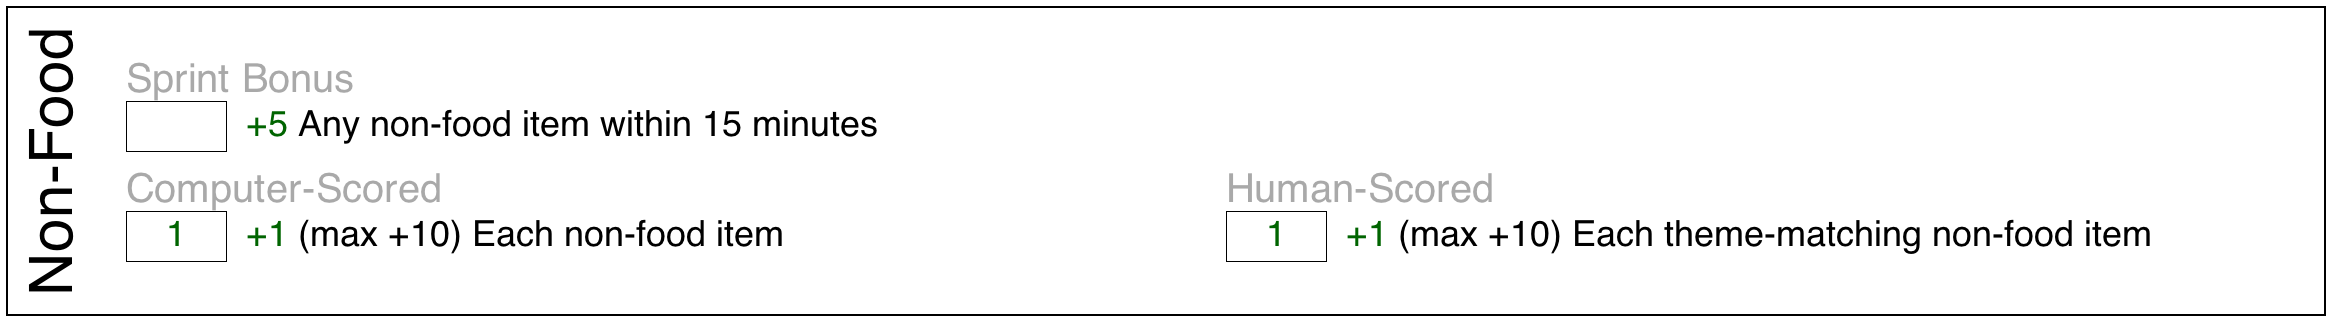 Non-Food
Sprint Bonus
+5 Any non-food item within 15 minutes
Computer-Scored
1 +1 (max +10) Each non-food item
Human-Scored
1 +1 (max +10) Each theme-matching non-food item